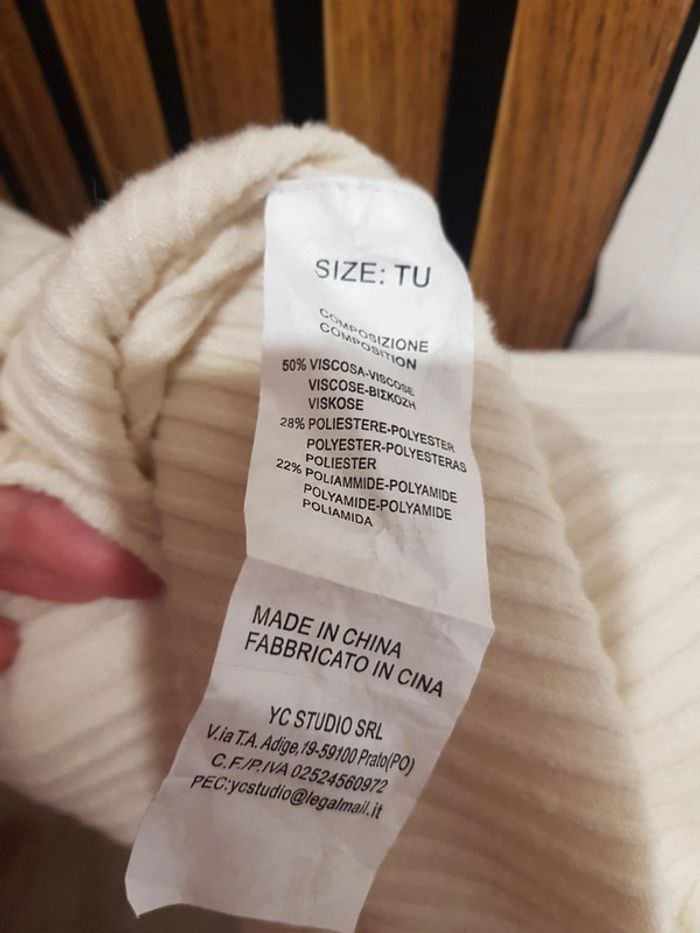 SIZE: TU
COMPOSIZIONE
COMPOSITION
50% VISCOSA-VISCOSE
VISCOSE-ΒΙΣΚΟΖΗ
VISKOSE
28% POLIESTERE-POLYESTER
POLYESTER-POLYESTERAS
POLIESTER
22% POLIAMMIDE-POLYAMIDE
POLYAMIDE-POLYAMIDE
POLIAMIDA
MADE IN CHINA
FABBRICATO IN CINA
YC STUDIO SRL
V.ia T.A. Adige,19-59100 Prato(PO)
C.F./P.IVA 02524560972
PEC:ycstudio@legalmail.it